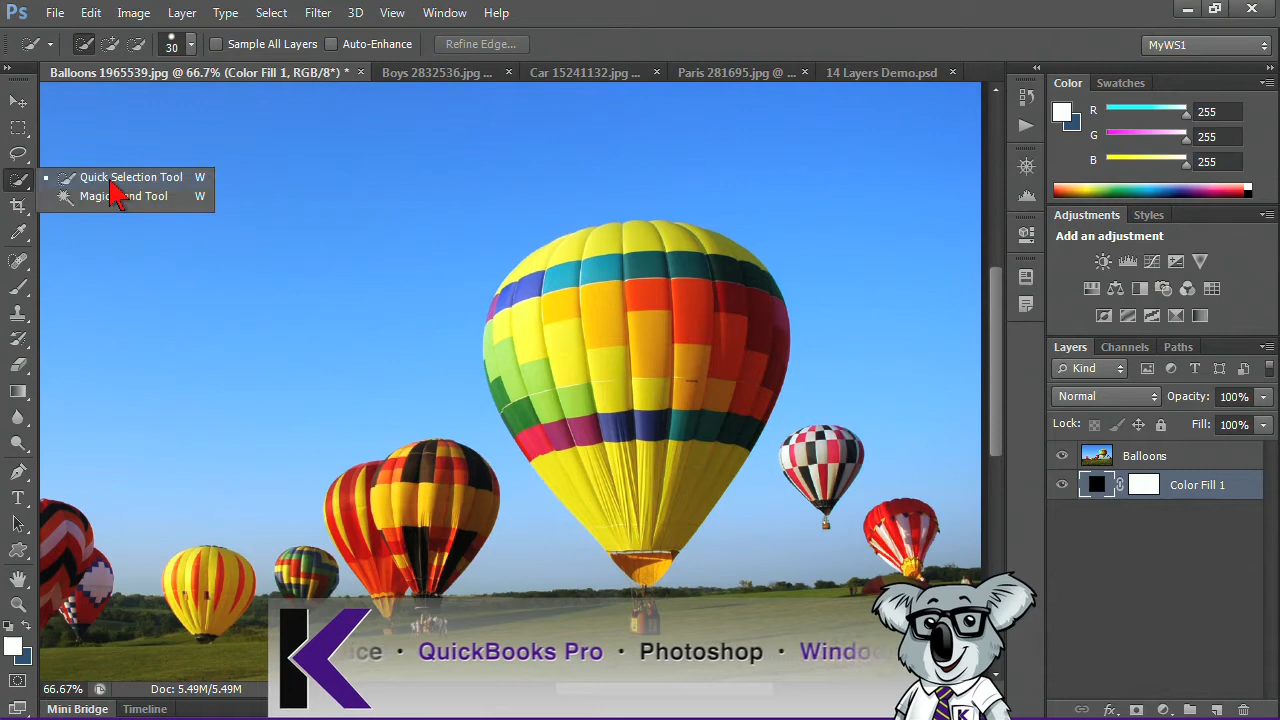 Ps File Edit Image Layer Type Select Filter 3D View Window Help
30 Sample All Layers Auto-Enhance Refine Edge... MyWS1
Balloons 1965539.jpg @ 66.7% (Color Fill 1, RGB/8*) * × Boys 2832536.jpg ... × Car 15241132.jpg ... × Paris 281695.jpg @ ... × 14 Layers Demo.psd ×
Quick Selection Tool W
Tool W
Color Swatches
R 255
G 255
B 255
Adjustments Styles
Add an adjustment
Layers Channels Paths
Kind
Normal Opacity: 100%
Lock: Fill: 100%
Balloons
Color Fill 1
K QuickBooks Pro • Photoshop •
K
66.67% Doc: 5.49M/5.49M
Mini Bridge Timeline